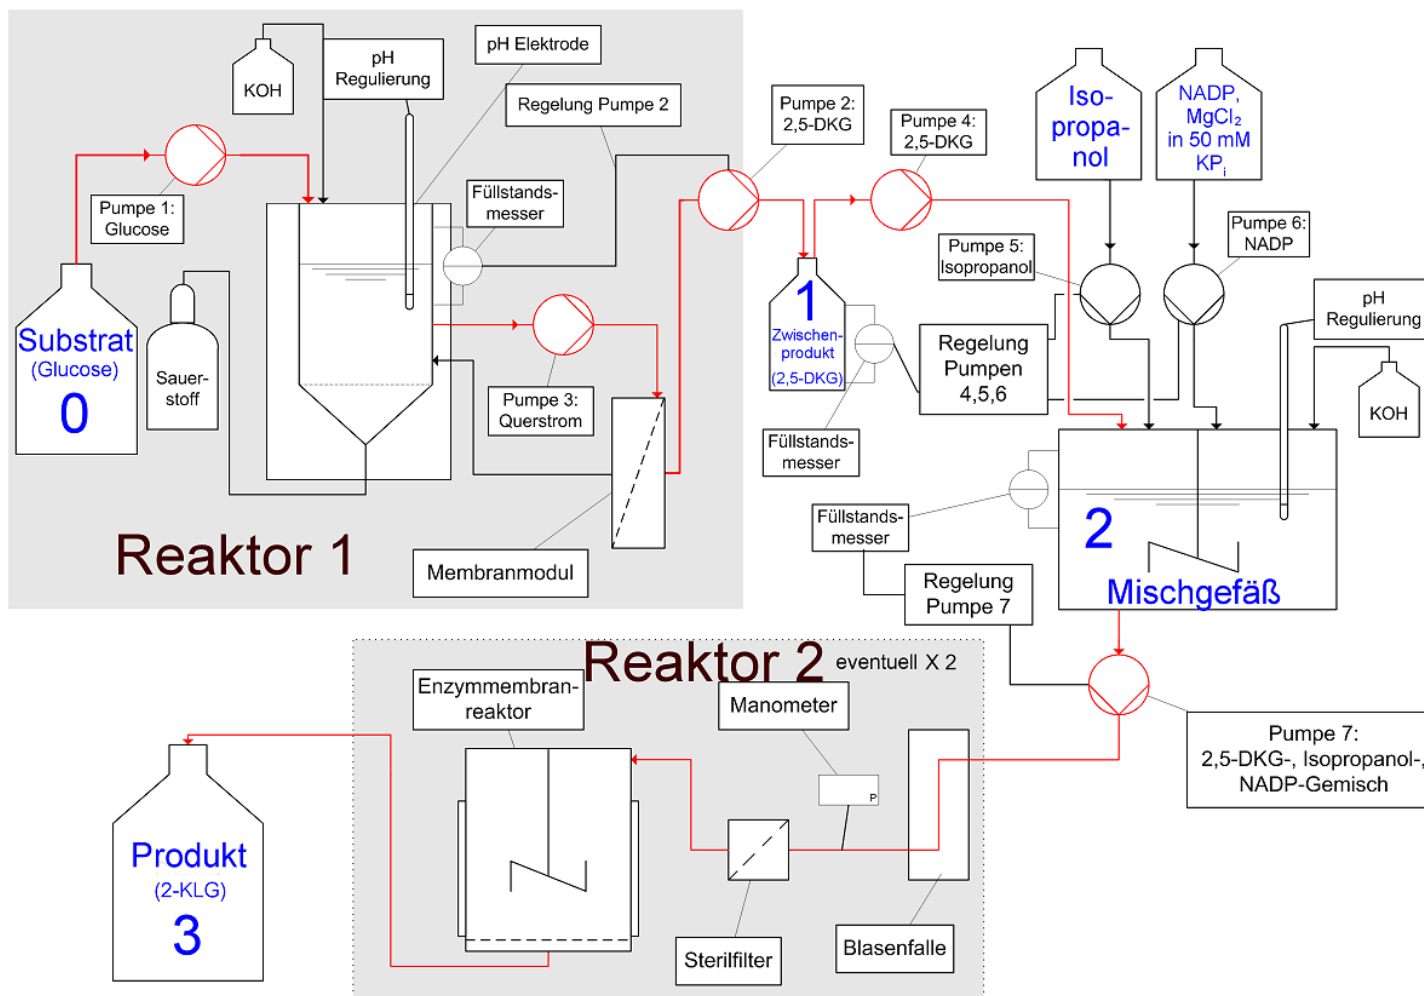 KOH
pH
Regulierung
pH Elektrode
Regelung Pumpe 2
Pumpe 1:
Glucose
Füllstands-
messer
Pumpe 2:
2,5-DKG
Pumpe 4:
2,5-DKG
Iso-
propa-
nol
NADP,
MgCl₂
in 50 mM
KPᵢ
Pumpe 5:
Isopropanol
Pumpe 6:
NADP
pH
Regulierung
KOH
Substrat
(Glucose)
0
Sauer-
stoff
Pumpe 3:
Querstrom
1
Zwischen-
produkt
(2,5-DKG)
Regelung
Pumpen
4,5,6
Füllstands-
messer
Reaktor 1
Membranmodul
Füllstands-
messer
2
Mischgefäß
Regelung
Pumpe 7
Reaktor 2
eventuell X 2
Enzymmembran-
reaktor
Manometer
P
Pumpe 7:
2,5-DKG-, Isopropanol-,
NADP-Gemisch
Produkt
(2-KLG)
3
Sterilfilter
Blasenfalle